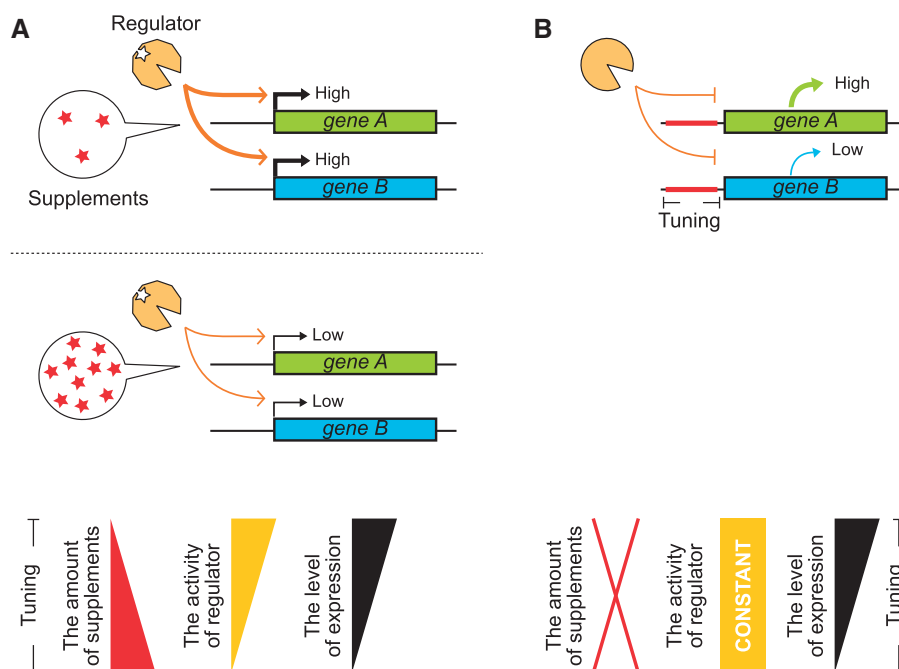 A
Regulator
High
gene A
High
gene B
Supplements
Low
gene A
Low
gene B
Tuning
The amount
of supplements
The activity
of regulator
The level
of expression
B
High
gene A
Low
gene B
Tuning
The amount
of supplements
The activity
of regulator
CONSTANT
The level
of expression
Tuning